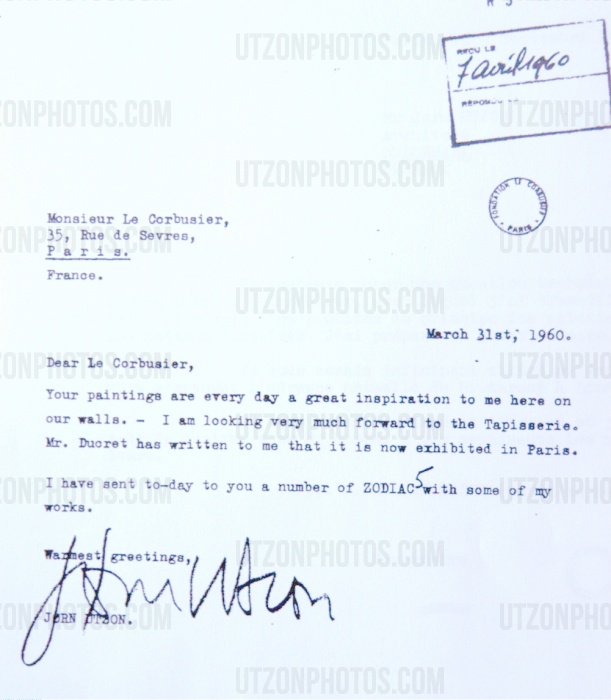 REÇU LE
7 avril 1960
FONDATION LE CORBUSIER
PARIS
Monsieur Le Corbusier,
35, Rue de Sevres,
P a r i s.
France.
March 31st, 1960.
Dear Le Corbusier,
Your paintings are every day a great inspiration to me here on
our walls. - I am looking very much forward to the Tapisserie.
Mr. Ducret has written to me that it is now exhibited in Paris.
I have sent to-day to you a number of ZODIAC 5 with some of my
works.
Warmest greetings,
Jørn Utzon
JØRN UTZON.
UTZONPHOTOS.COM